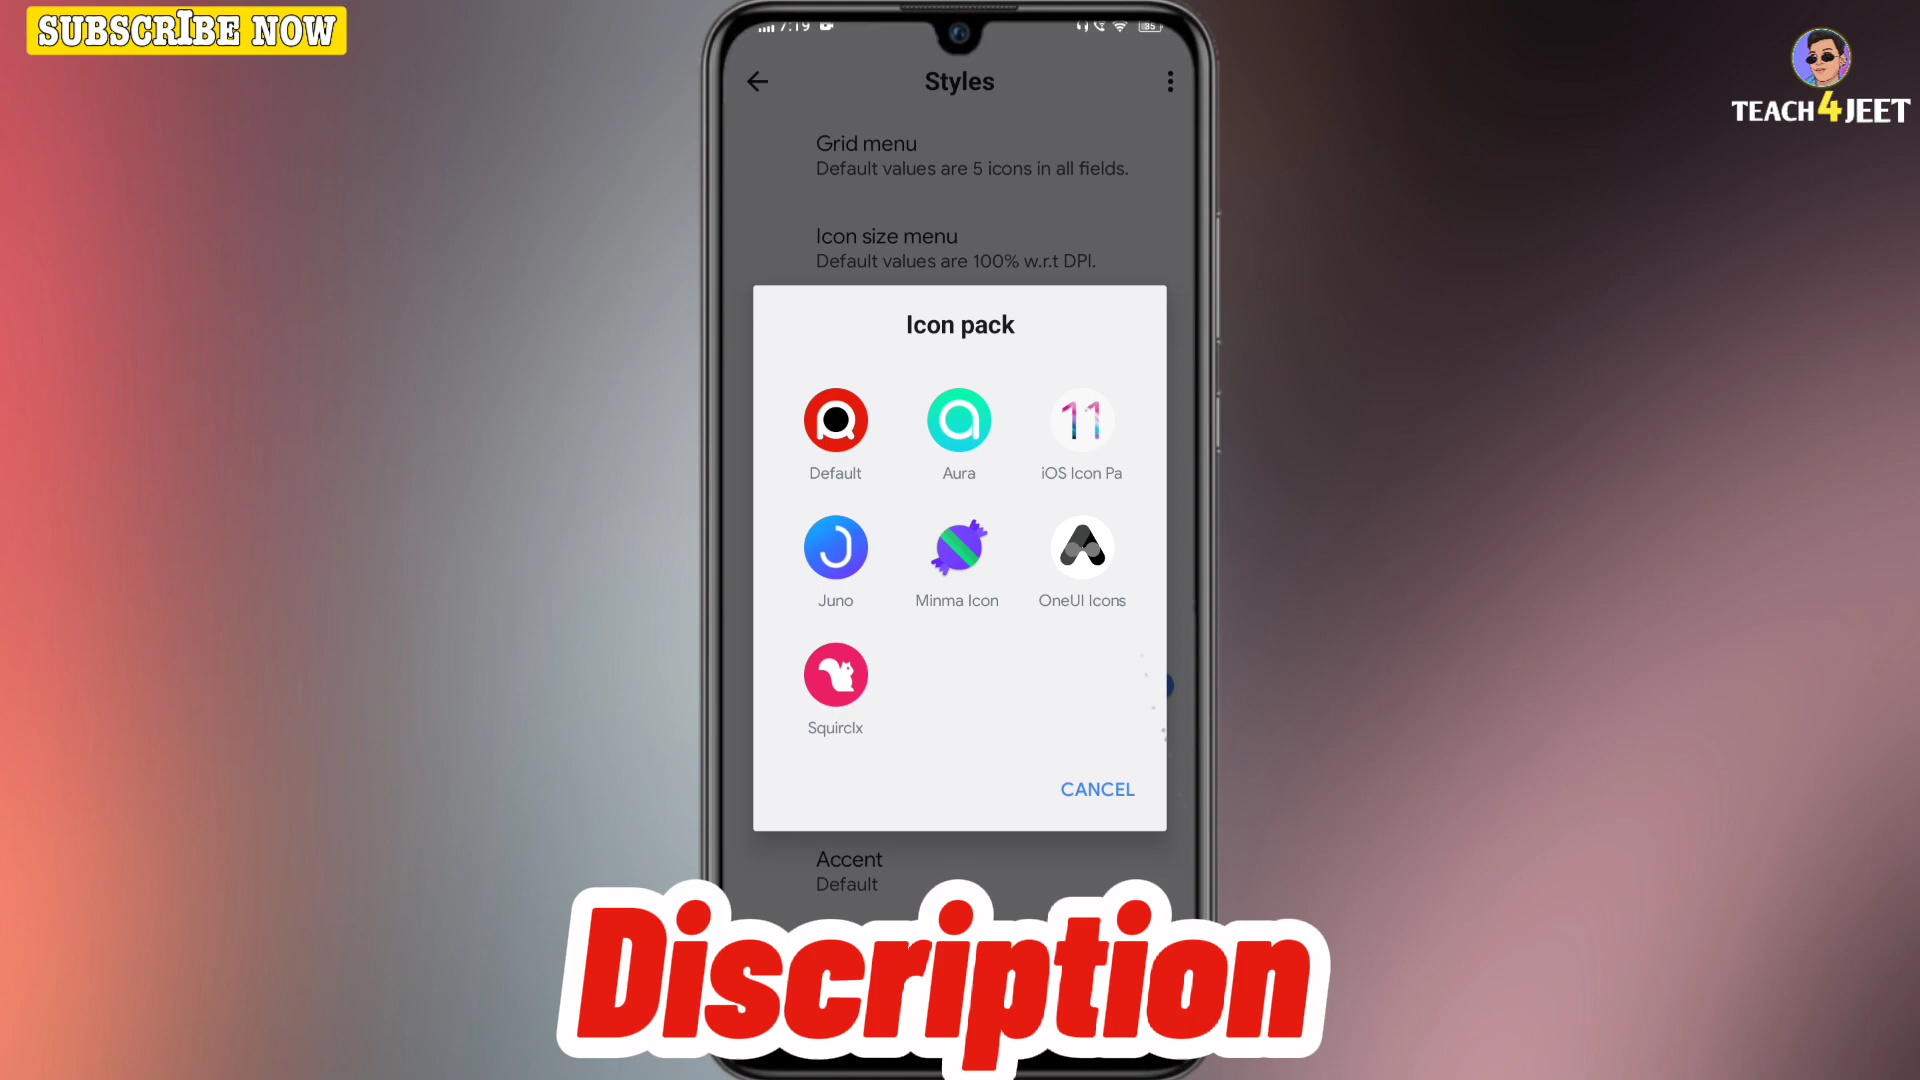 SUBSCRIBE NOW
TEACH4JEET
7:19
85
Styles
Grid menu
Default values are 5 icons in all fields.
Icon size menu
Default values are 100% w.r.t DPI.
Icon pack
11
Default
Aura
iOS Icon Pa
Juno
Minma Icon
OneUI Icons
Squirclx
CANCEL
Accent
Default
Discription